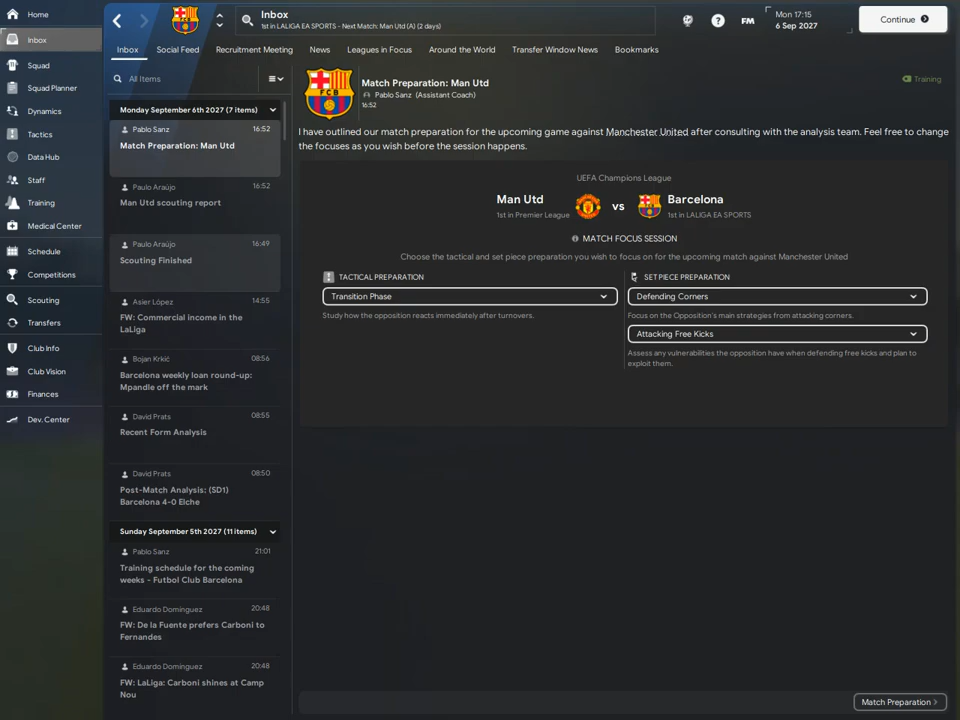 Home
Inbox
Squad
Squad Planner
Dynamics
Tactics
Data Hub
Staff
Training
Medical Center
Schedule
Competitions
Scouting
Transfers
Club Info
Club Vision
Finances
Dev. Center
FCB
Inbox
1st in LALIGA EA SPORTS - Next Match: Man Utd (A) (2 days)
?
FM
Mon 17:15
6 Sep 2027
Continue
Inbox
Social Feed
Recruitment Meeting
News
Leagues in Focus
Around the World
Transfer Window News
Bookmarks
All Items
Monday September 6th 2027 (7 items)
Pablo Sanz 16:52
Match Preparation: Man Utd
Paulo Araújo 16:52
Man Utd scouting report
Paulo Araújo 16:49
Scouting Finished
Asier López 14:55
FW: Commercial income in the
LaLiga
Bojan Krkić 08:56
Barcelona weekly loan round-up:
Mpandle off the mark
David Prats 08:55
Recent Form Analysis
David Prats 08:50
Post-Match Analysis: (SD1)
Barcelona 4-0 Elche
Sunday September 5th 2027 (11 items)
Pablo Sanz 21:01
Training schedule for the coming
weeks - Futbol Club Barcelona
Eduardo Domínguez 20:48
FW: De la Fuente prefers Carboni to
Fernandes
Eduardo Domínguez 20:48
FW: LaLiga: Carboni shines at Camp
Nou
FCB
Match Preparation: Man Utd
Pablo Sanz (Assistant Coach)
16:52
Training
I have outlined our match preparation for the upcoming game against Manchester United after consulting with the analysis team. Feel free to change
the focuses as you wish before the session happens.
UEFA Champions League
Man Utd
1st in Premier League
vs
Barcelona
1st in LALIGA EA SPORTS
MATCH FOCUS SESSION
Choose the tactical and set piece preparation you wish to focus on for the upcoming match against Manchester United
TACTICAL PREPARATION
Transition Phase
Study how the opposition reacts immediately after turnovers.
SET PIECE PREPARATION
Defending Corners
Focus on the Opposition's main strategies from attacking corners.
Attacking Free Kicks
Assess any vulnerabilities the opposition have when defending free kicks and plan to
exploit them.
Match Preparation